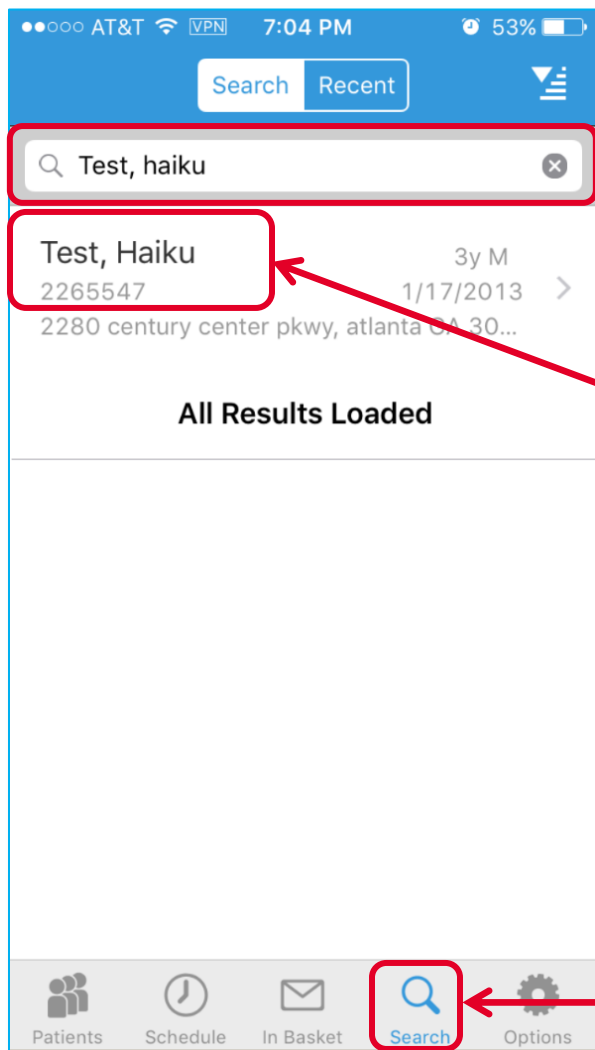 AT&T VPN 7:04 PM 53%
Search Recent
Test, haiku
Test, Haiku 3y M
2265547 1/17/2013
2280 century center pkwy, atlanta GA 30...
All Results Loaded
Patients Schedule In Basket Search Options